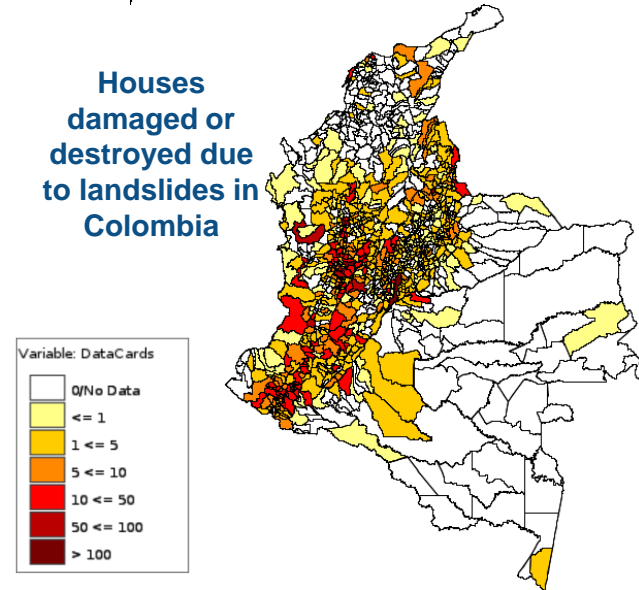 Houses
damaged or
destroyed due
to landslides in
Colombia
Variable: DataCards
0/No Data
<= 1
1 <= 5
5 <= 10
10 <= 50
50 <= 100
> 100